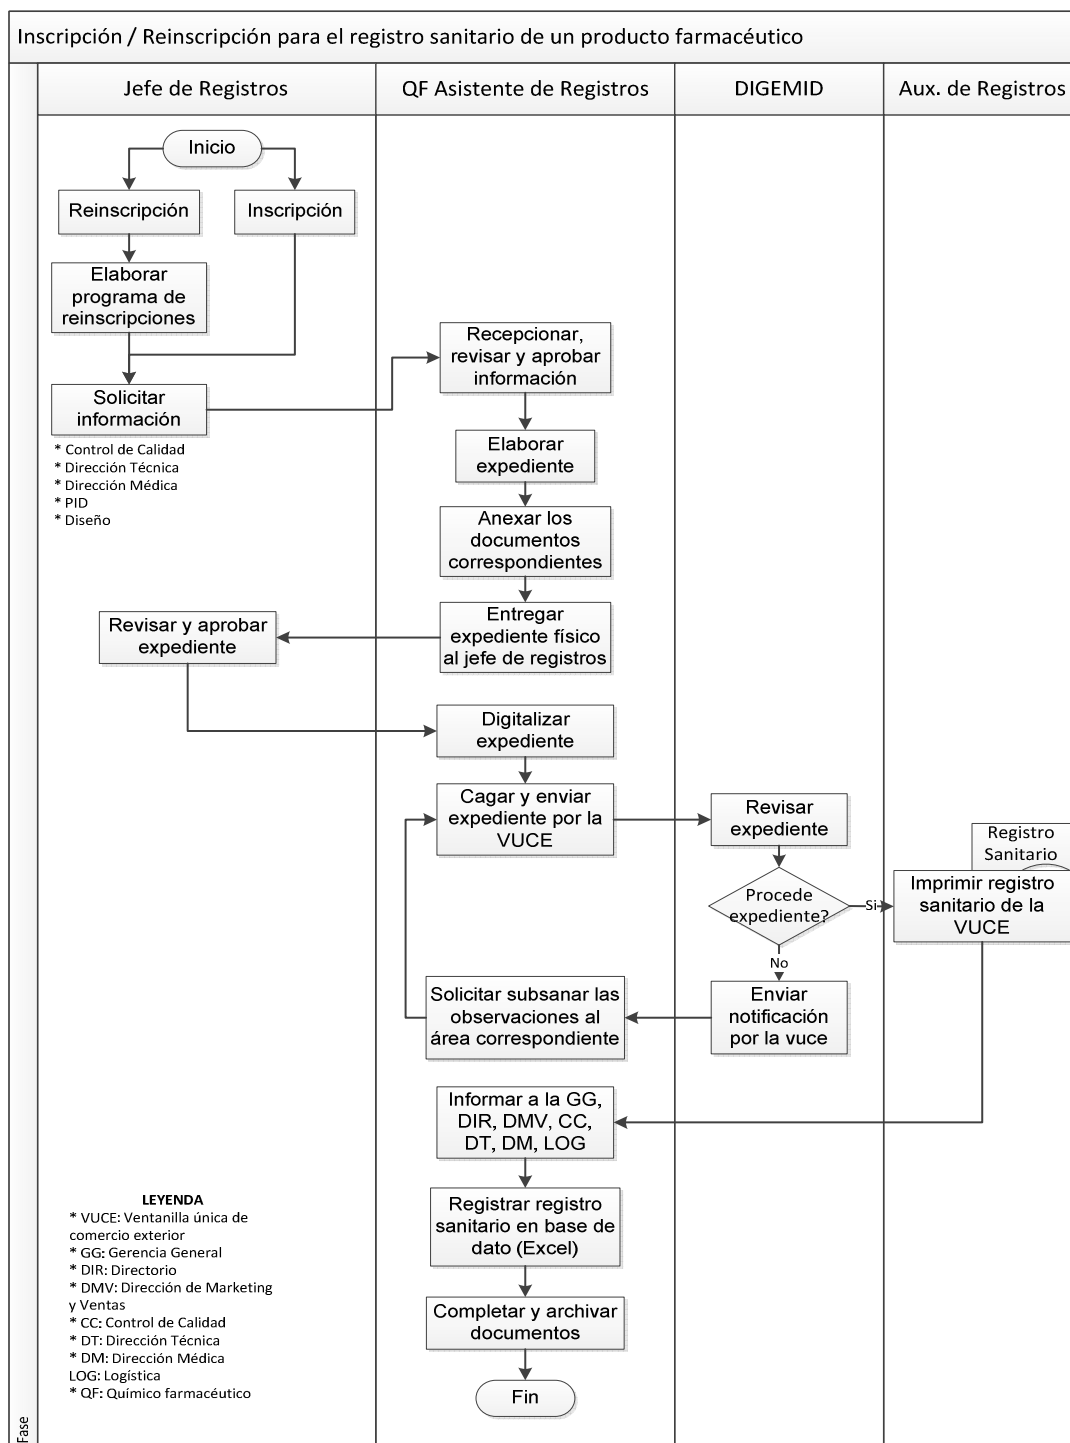 Inscripción / Reinscripción para el registro sanitario de un producto farmacéutico
Jefe de Registros
QF Asistente de Registros
DIGEMID
Aux. de Registros
Inicio
Reinscripción
Inscripción
Elaborar
programa de
reinscripciones
Solicitar
información
* Control de Calidad
* Dirección Técnica
* Dirección Médica
* PID
* Diseño
Recepcionar,
revisar y aprobar
información
Elaborar
expediente
Anexar los
documentos
correspondientes
Entregar
expediente físico
al jefe de registros
Revisar y aprobar
expediente
Digitalizar
expediente
Cagar y enviar
expediente por la
VUCE
Revisar
expediente
Procede
expediente?
Si
No
Registro
Sanitario
Imprimir registro
sanitario de la
VUCE
Enviar
notificación
por la vuce
Solicitar subsanar las
observaciones al
área correspondiente
Informar a la GG,
DIR, DMV, CC,
DT, DM, LOG
Registrar registro
sanitario en base de
dato (Excel)
Completar y archivar
documentos
Fin
LEYENDA
* VUCE: Ventanilla única de
comercio exterior
* GG: Gerencia General
* DIR: Directorio
* DMV: Dirección de Marketing
y Ventas
* CC: Control de Calidad
* DT: Dirección Técnica
* DM: Dirección Médica
LOG: Logística
* QF: Químico farmacéutico
Fase